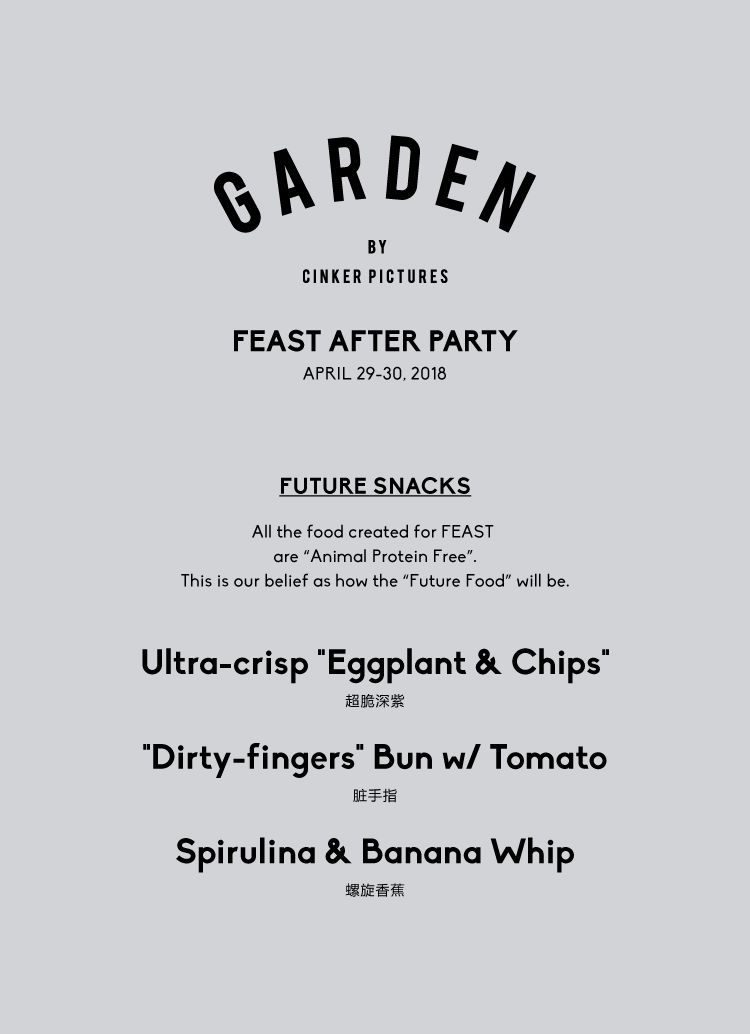 GARDEN
BY
CINKER PICTURES
FEAST AFTER PARTY
APRIL 29-30, 2018
FUTURE SNACKS
All the food created for FEAST
are “Animal Protein Free”.
This is our belief as how the “Future Food” will be.
Ultra-crisp "Eggplant & Chips"
超脆深紫
"Dirty-fingers" Bun w/ Tomato
脏手指
Spirulina & Banana Whip
螺旋香蕉